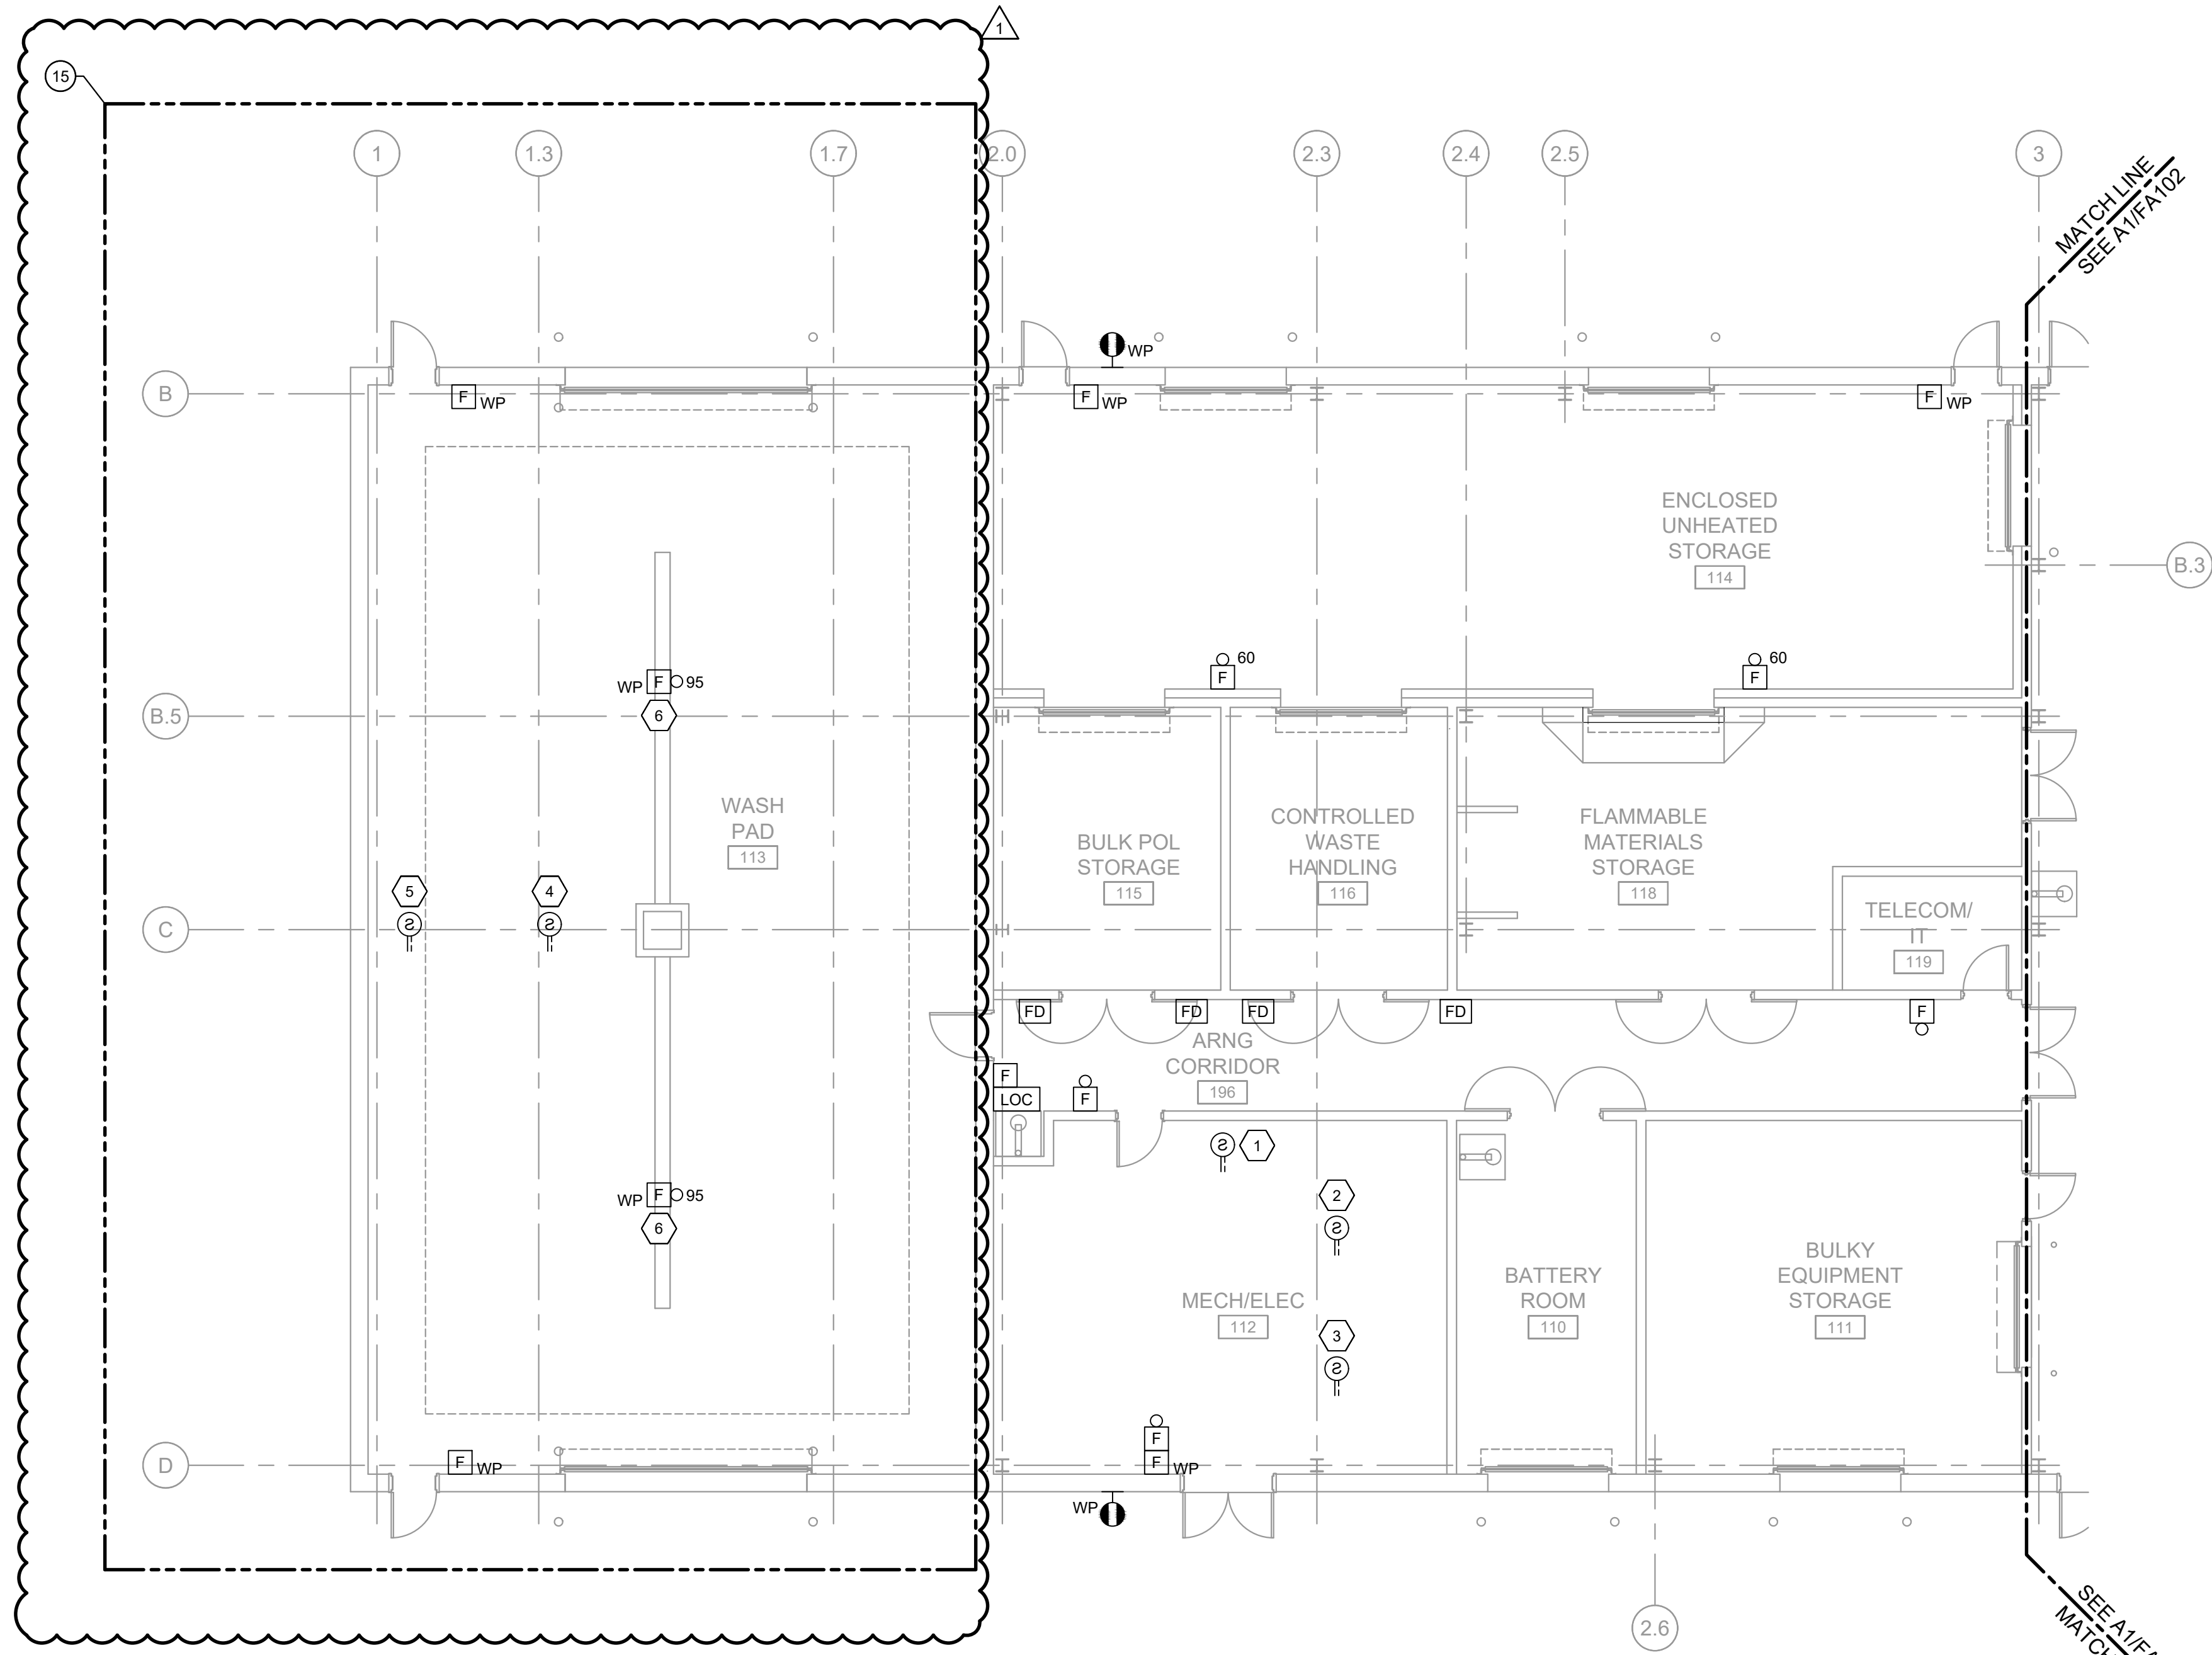 1
15
1
1.3
1.7
2.0
2.3
2.4
2.5
3
MATCH LINE
SEE A1/FA102
WP
B
F
WP
F
WP
F
WP
ENCLOSED
UNHEATED
STORAGE
114
B.3
60
F
60
F
WP
F
95
B.5
6
WASH
PAD
113
BULK POL
STORAGE
115
CONTROLLED
WASTE
HANDLING
116
FLAMMABLE
MATERIALS
STORAGE
118
5
4
S
S
C
TELECOM/
IT
119
FD
FD
FD
FD
F
ARNG
CORRIDOR
196
F
LOC
F
S
1
2
S
WP
F
95
6
MECH/ELEC
112
BATTERY
ROOM
110
BULKY
EQUIPMENT
STORAGE
111
3
S
F
F
WP
D
F
WP
WP
2.6
SEE A1/FA
MATCH